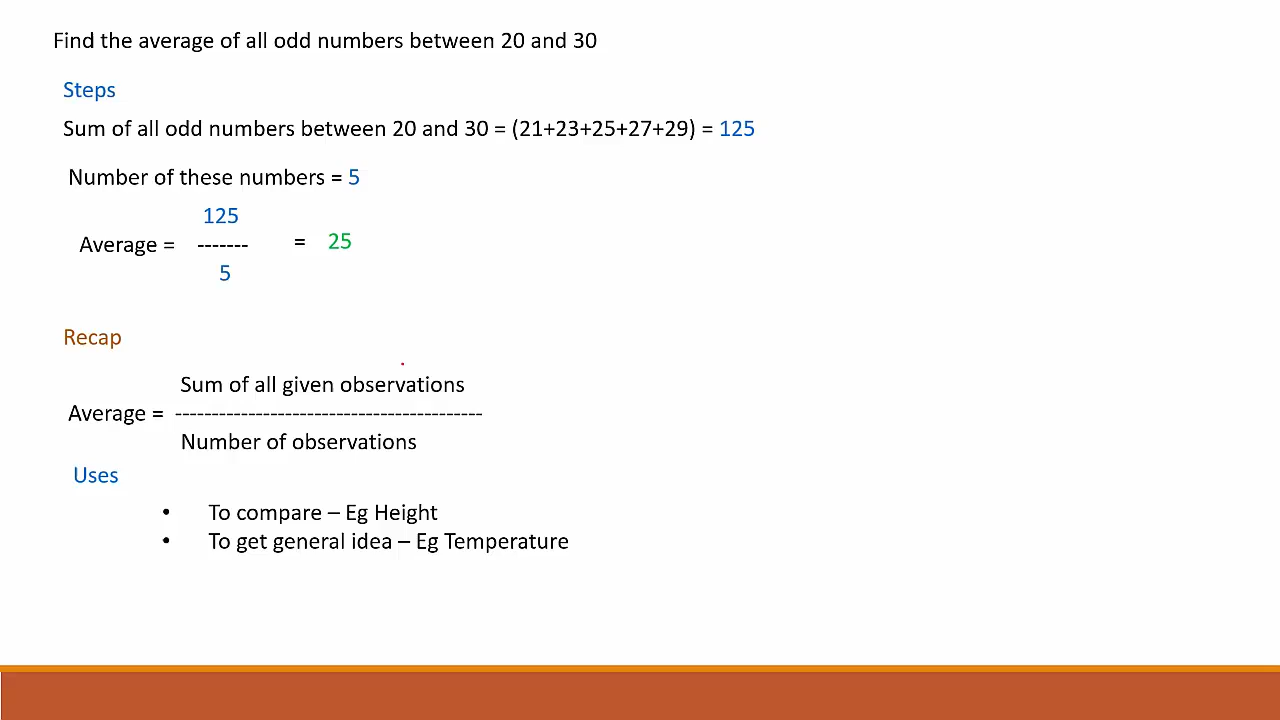 Find the average of all odd numbers between 20 and 30
Steps
Sum of all odd numbers between 20 and 30 = (21+23+25+27+29) = 125
Number of these numbers = 5
125
Average = ------- = 25
5
Recap
Sum of all given observations
Average = ------------------------------------------
Number of observations
Uses
• To compare – Eg Height
• To get general idea – Eg Temperature